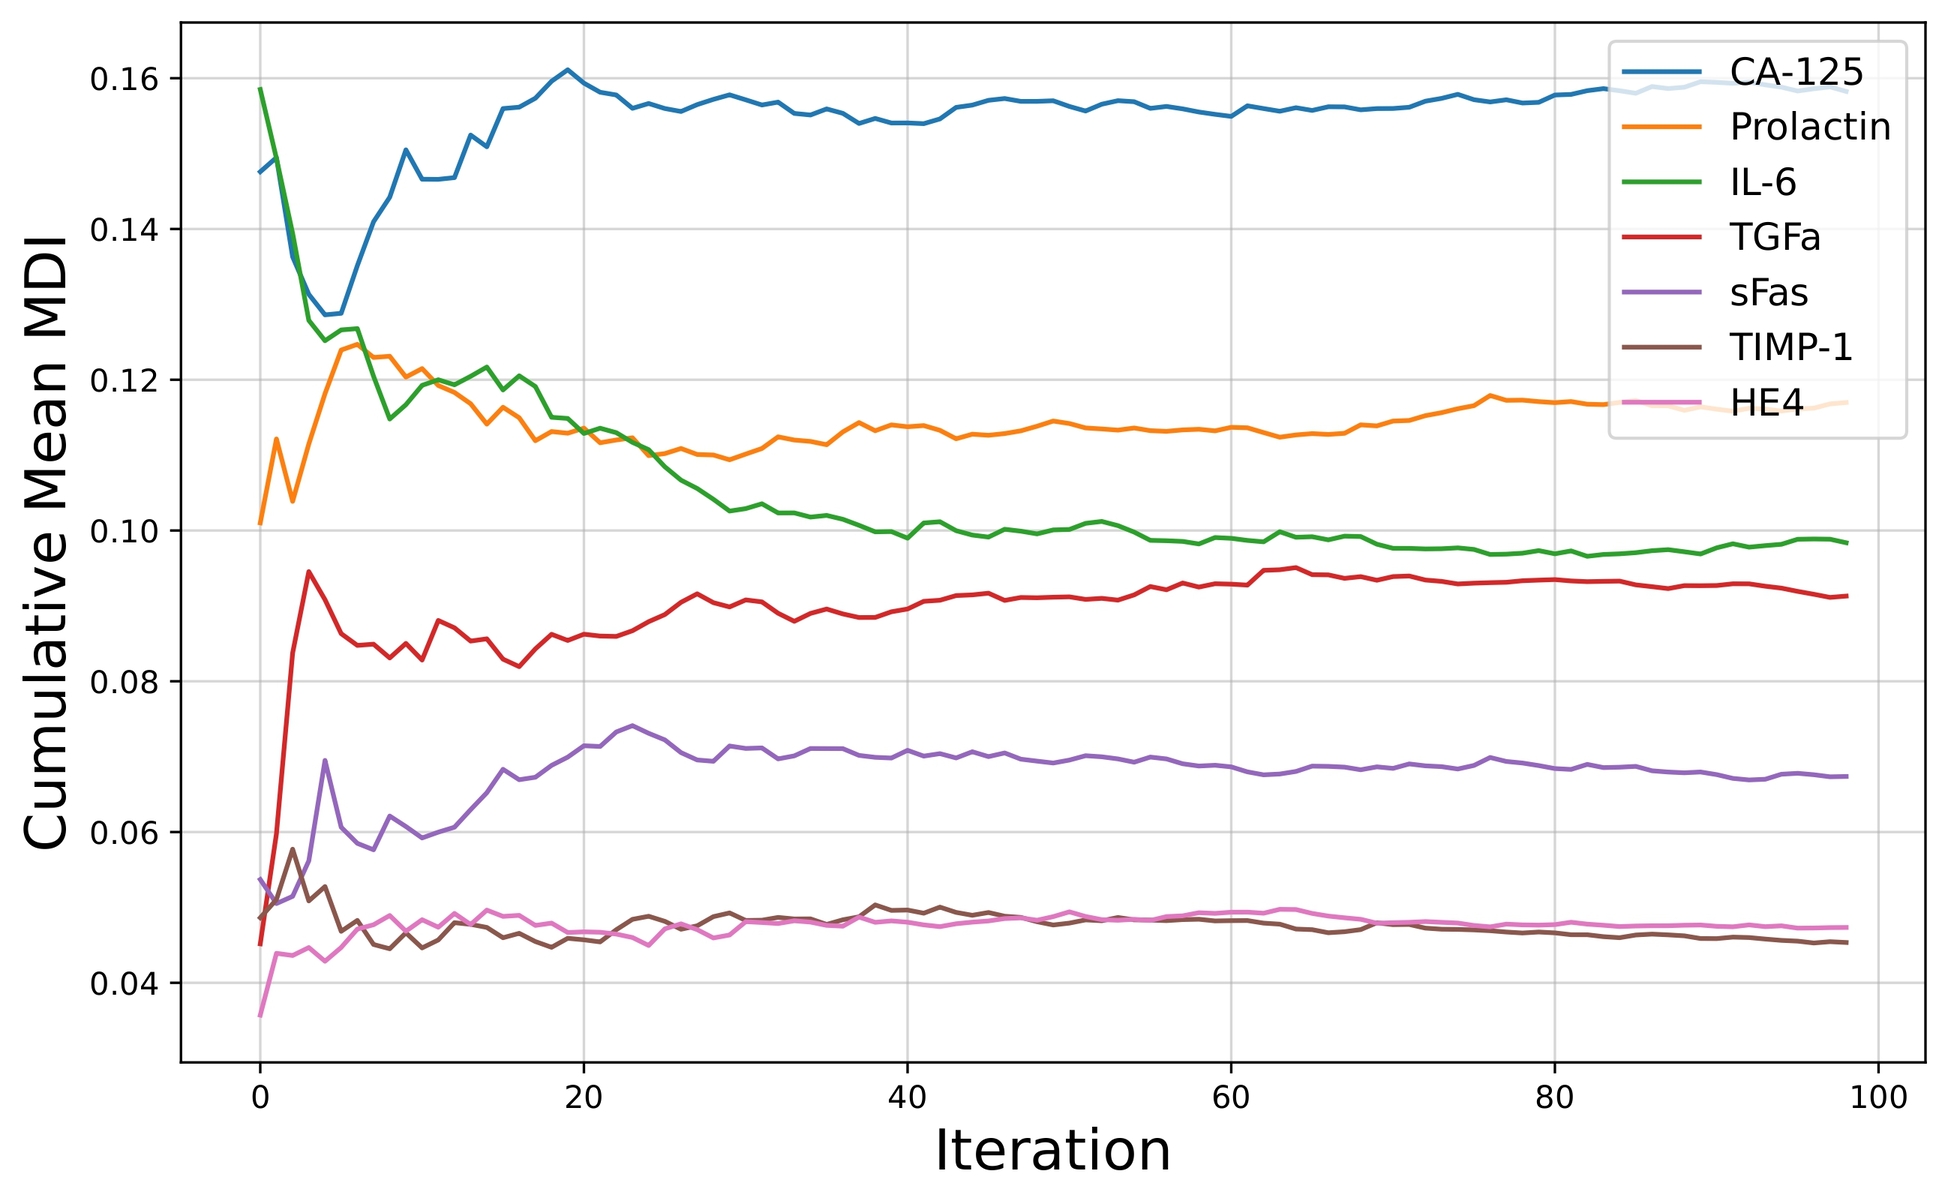 Cumulative Mean MDI
0.16
0.14
0.12
0.10
0.08
0.06
0.04
CA-125
Prolactin
IL-6
TGFa
sFas
TIMP-1
HE4
0 20 40 60 80 100
Iteration